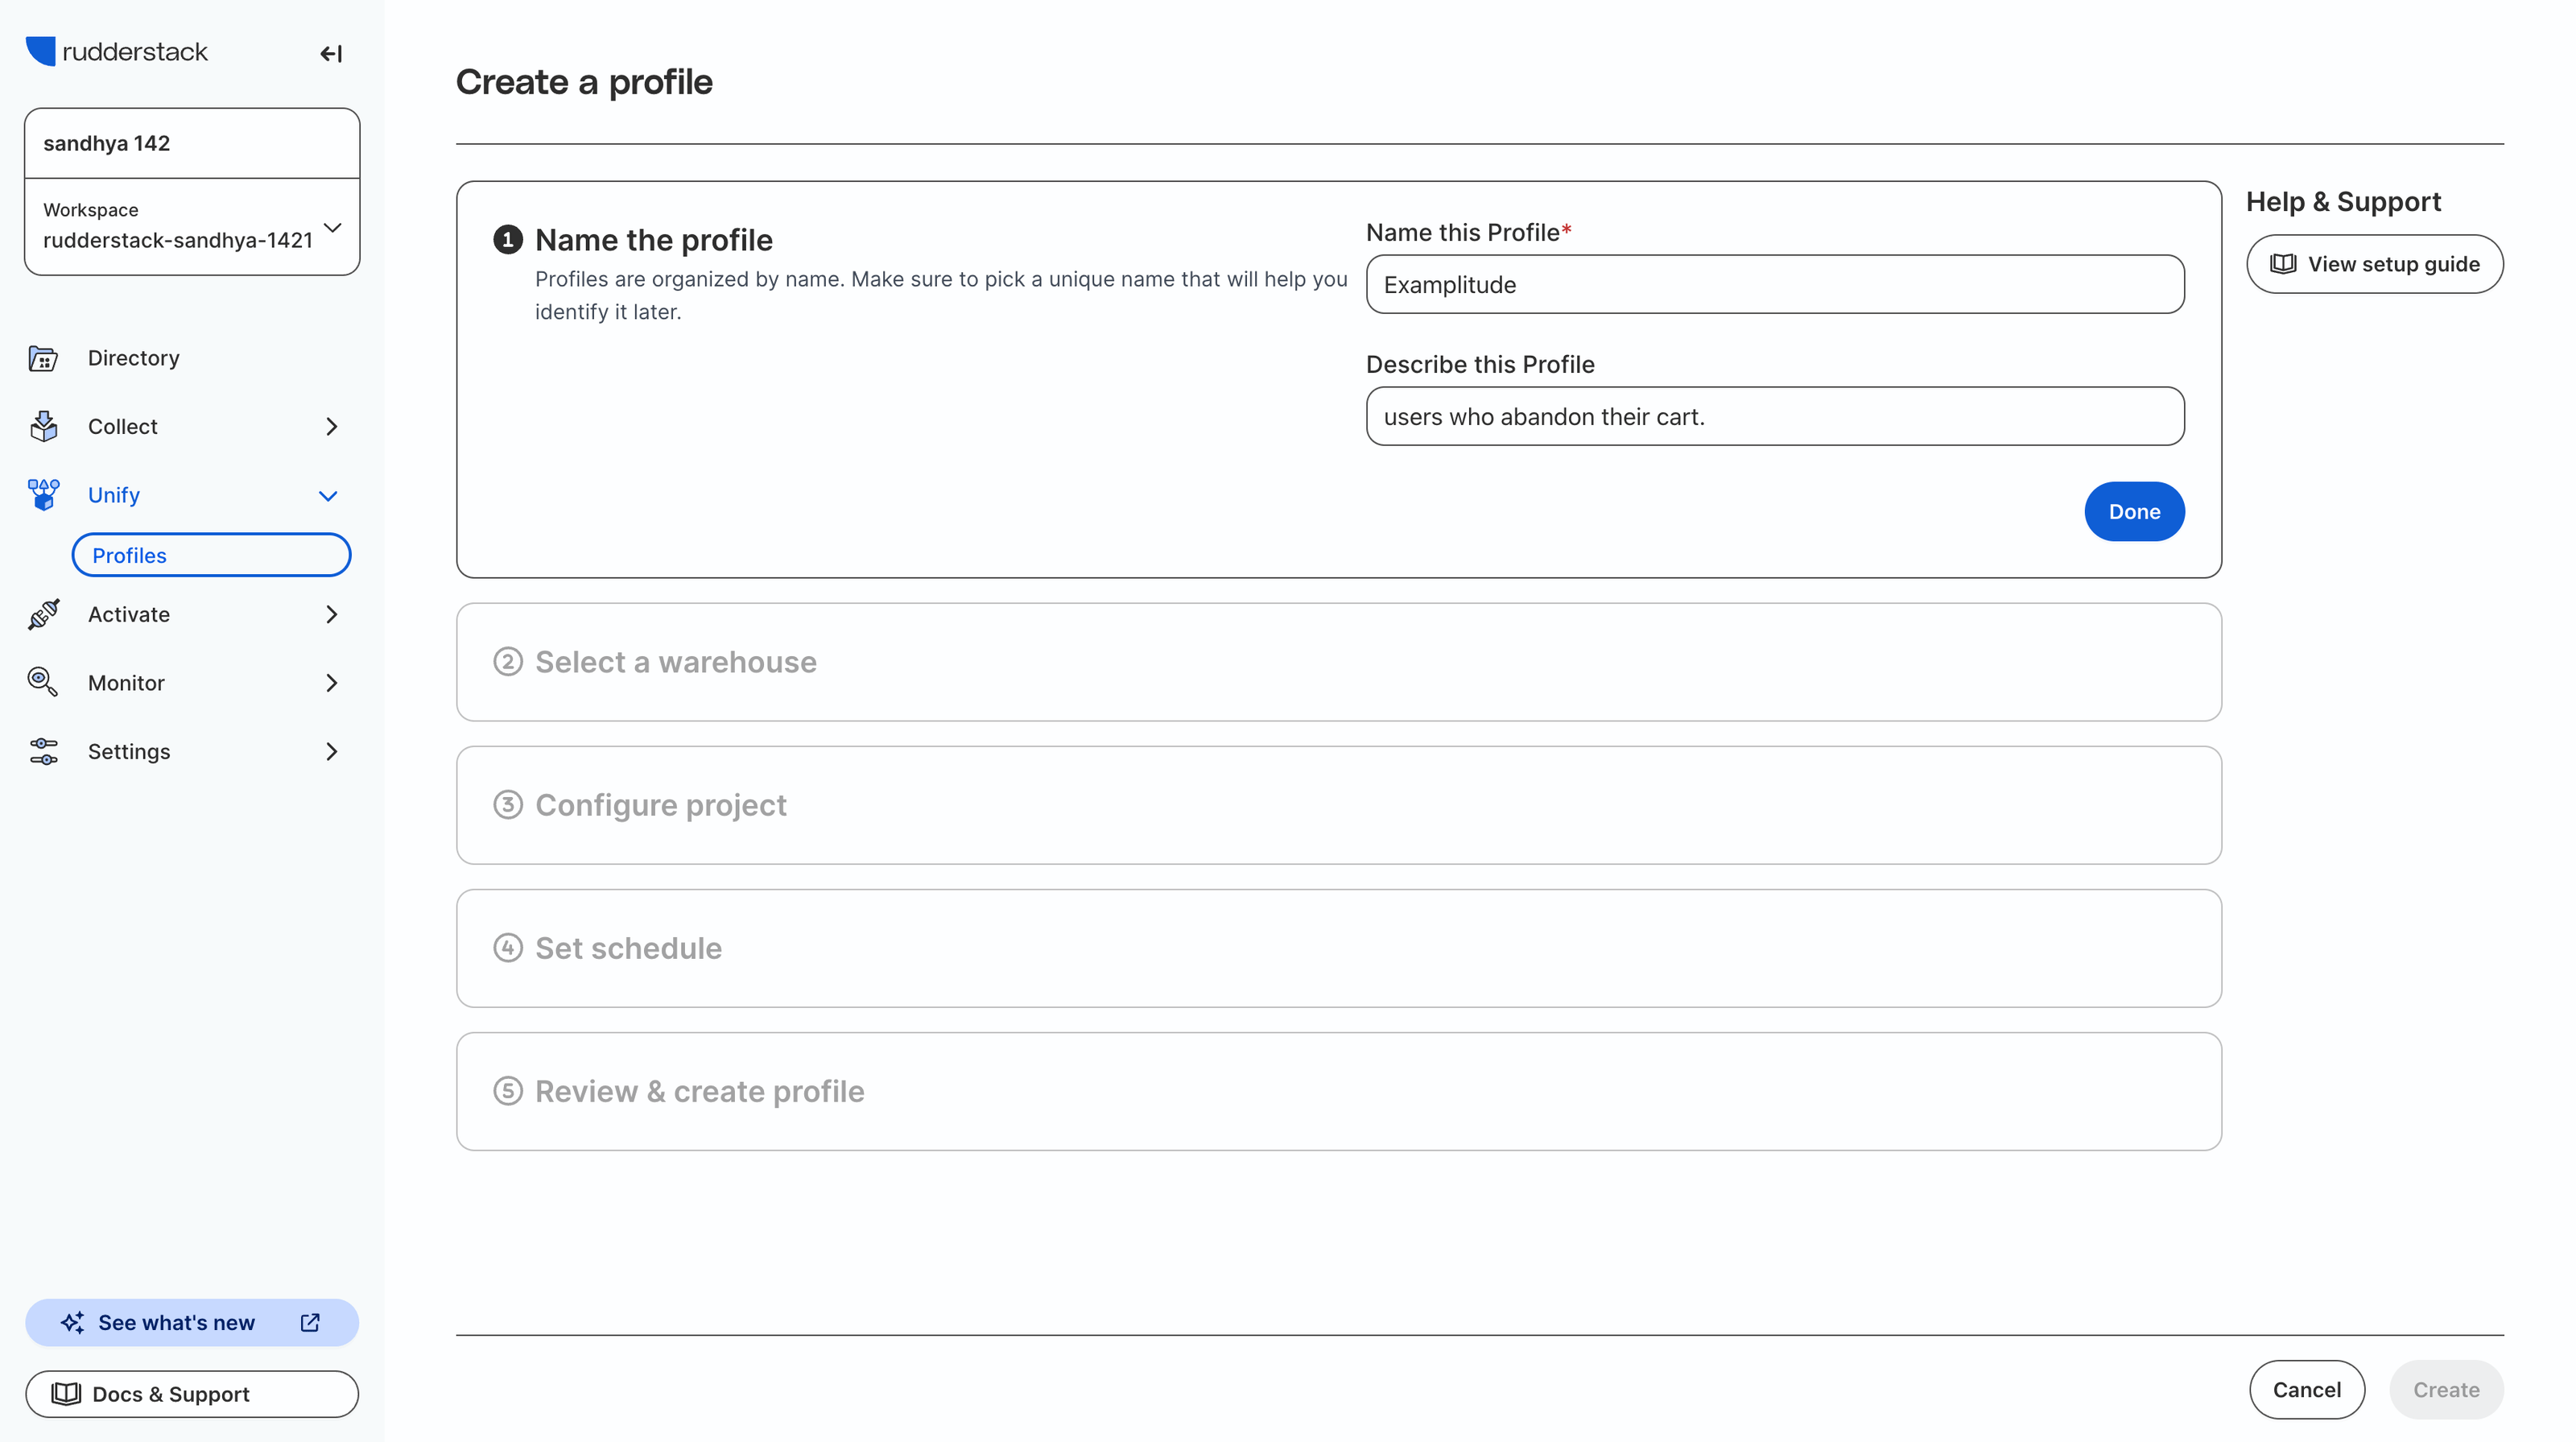 rudderstack
sandhya 142
Workspace
rudderstack-sandhya-1421
Directory
Collect
Unify
Profiles
Activate
Monitor
Settings
See what's new
Docs & Support
Create a profile
1 Name the profile
Profiles are organized by name. Make sure to pick a unique name that will help you
identify it later.
Name this Profile*
Examplitude
Describe this Profile
users who abandon their cart.
Done
2 Select a warehouse
3 Configure project
4 Set schedule
5 Review & create profile
Help & Support
View setup guide
Cancel
Create